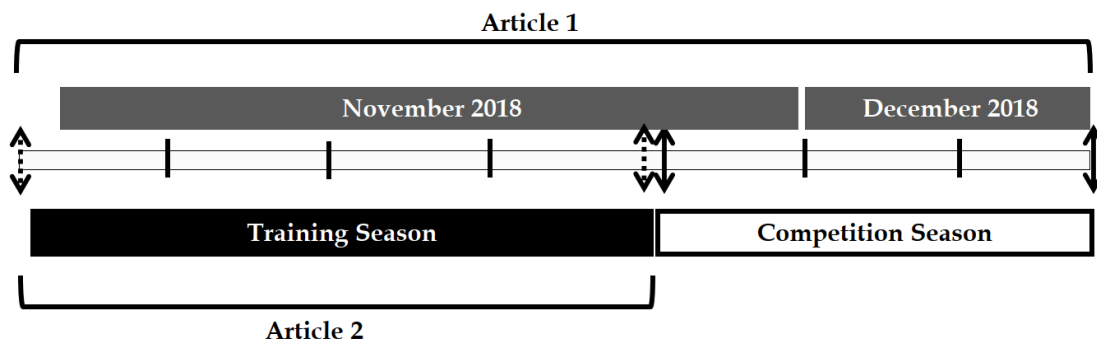 Article 1
November 2018
December 2018
Training Season
Competition Season
Article 2